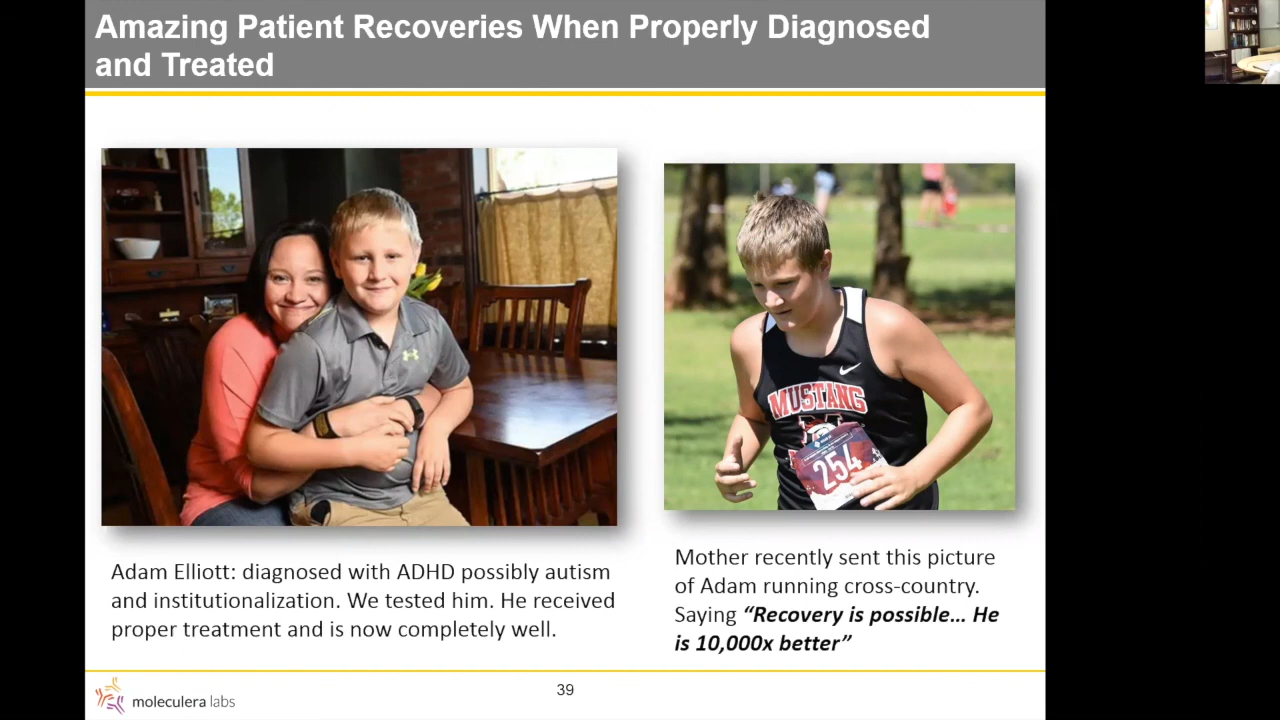 Amazing Patient Recoveries When Properly Diagnosed
and Treated
MUSTANG
254
Adam Elliott: diagnosed with ADHD possibly autism
and institutionalization. We tested him. He received
proper treatment and is now completely well.
Mother recently sent this picture
of Adam running cross-country.
Saying “Recovery is possible... He
is 10,000x better”
moleculera labs
39